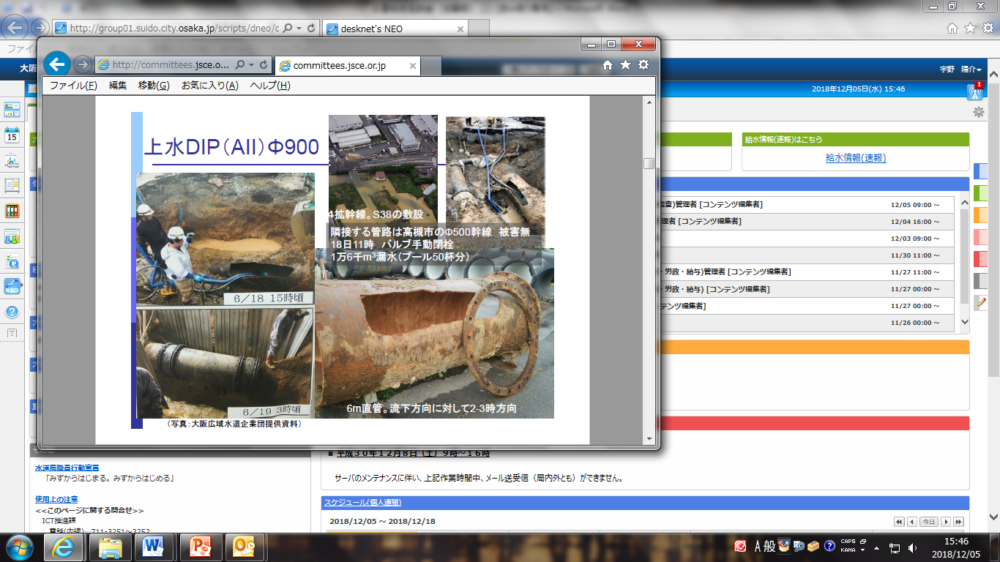 http://group01.suido.city.osaka.jp/scripts/dneo/
desknet's NEO
http://committees.jsce.o...
committees.jsce.or.jp
ファイル(F) 編集 移動(G) お気に入り(A) ヘルプ(H)
宇野 陽介
2018年12月05日(水) 15:46
1
15
NEO
上水DIP(AII)Φ900
4拡幹線。S38の敷設
隣接する管路は高槻市のΦ500幹線 被害無
18日11時 バルブ手動閉栓
1万6千m³漏水(プール50杯分)
6/18 15時頃
6/19 3時頃
6m直管。流下方向に対して2-3時方向
(写真:大阪広域水道企業団提供資料)
給水情報(速報)はこちら
給水情報(速報)
査)管理者 [コンテンツ編集者] 12/05 09:00 ~
理者 [コンテンツ編集者] 12/04 16:00 ~
12/03 09:00 ~
11/30 11:00 ~
・労政・給与)管理者 [コンテンツ編集者] 11/27 11:00 ~
・労政・給与) [コンテンツ編集者] 11/27 00:00 ~
テンツ編集者] 11/27 00:00 ~
11/26 00:00 ~
その他
水道局職員行動宣言
「みずからはじまる。みずからはじめる」
使用上の注意
<<このページに関する問合せ>>
ICT推進課
電話(内線)…711-3251~3252
■ 平成30年12月8日(土)9時~16時
サーバのメンテナンスに伴い、上記作業時間中、メール送受信(局内外とも)ができません。
スケジュール(個人週間)
2018/12/05 ~ 2018/12/18
今日
A 般
CAPS
KANA
15:46
2018/12/05